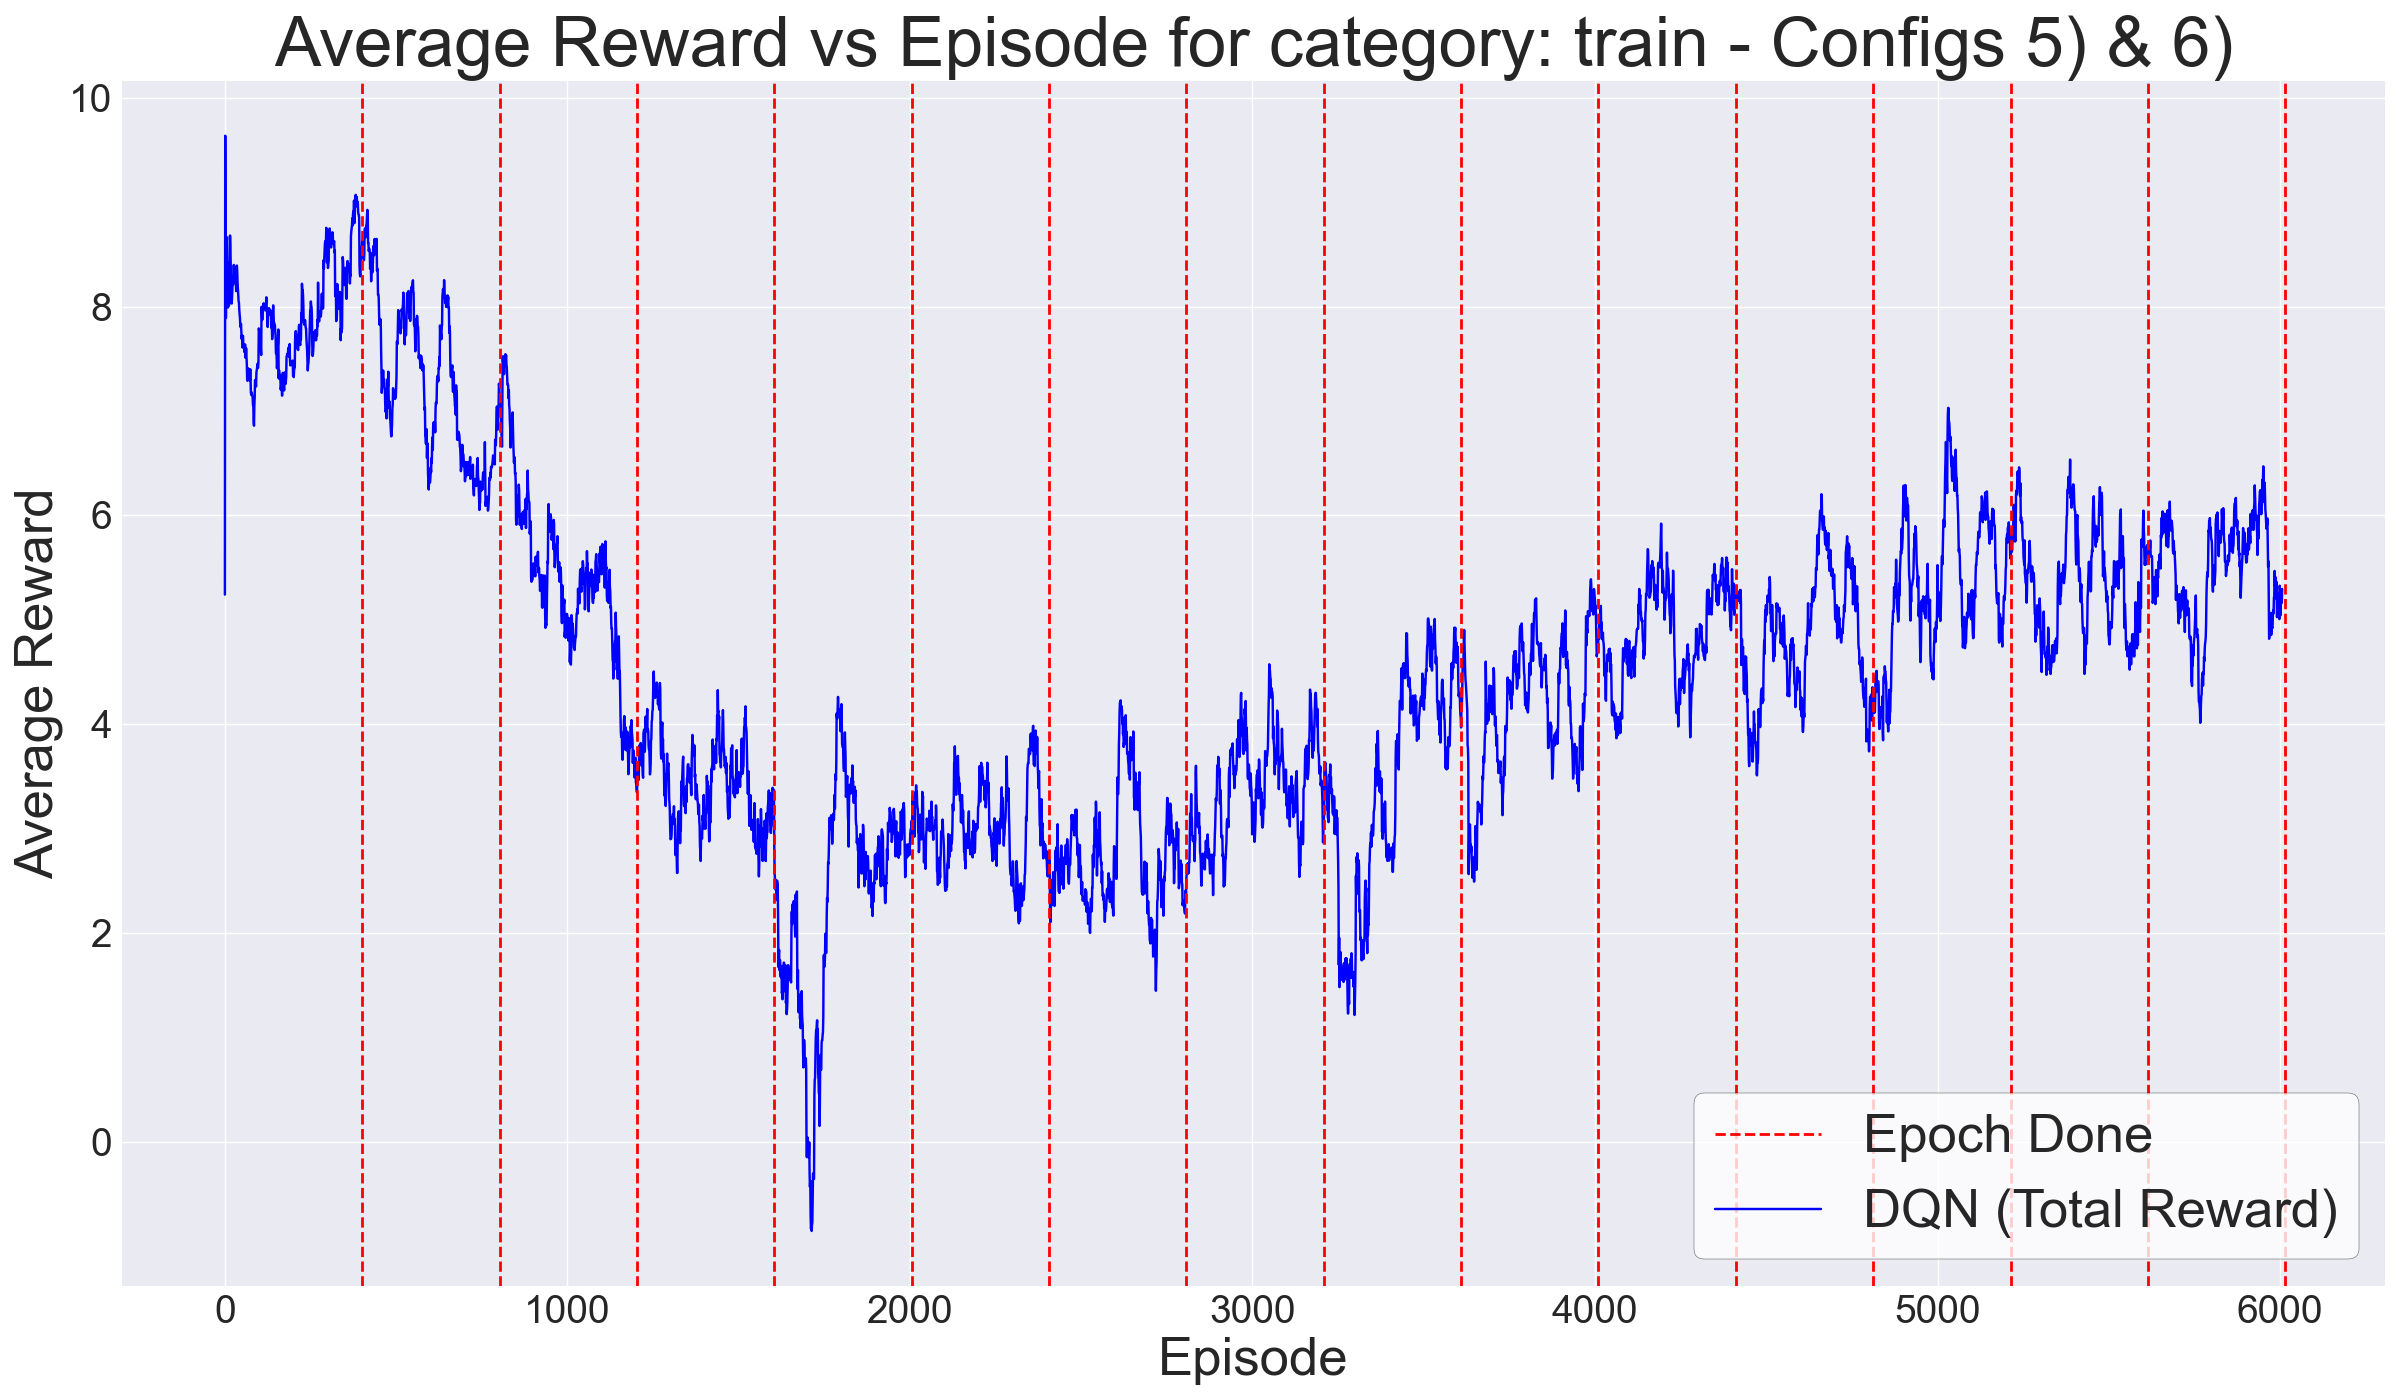 Average Reward vs Episode for category: train - Configs 5) & 6)
Average Reward
10
8
6
4
2
0
Epoch Done
DQN (Total Reward)
0 1000 2000 3000 4000 5000 6000
Episode